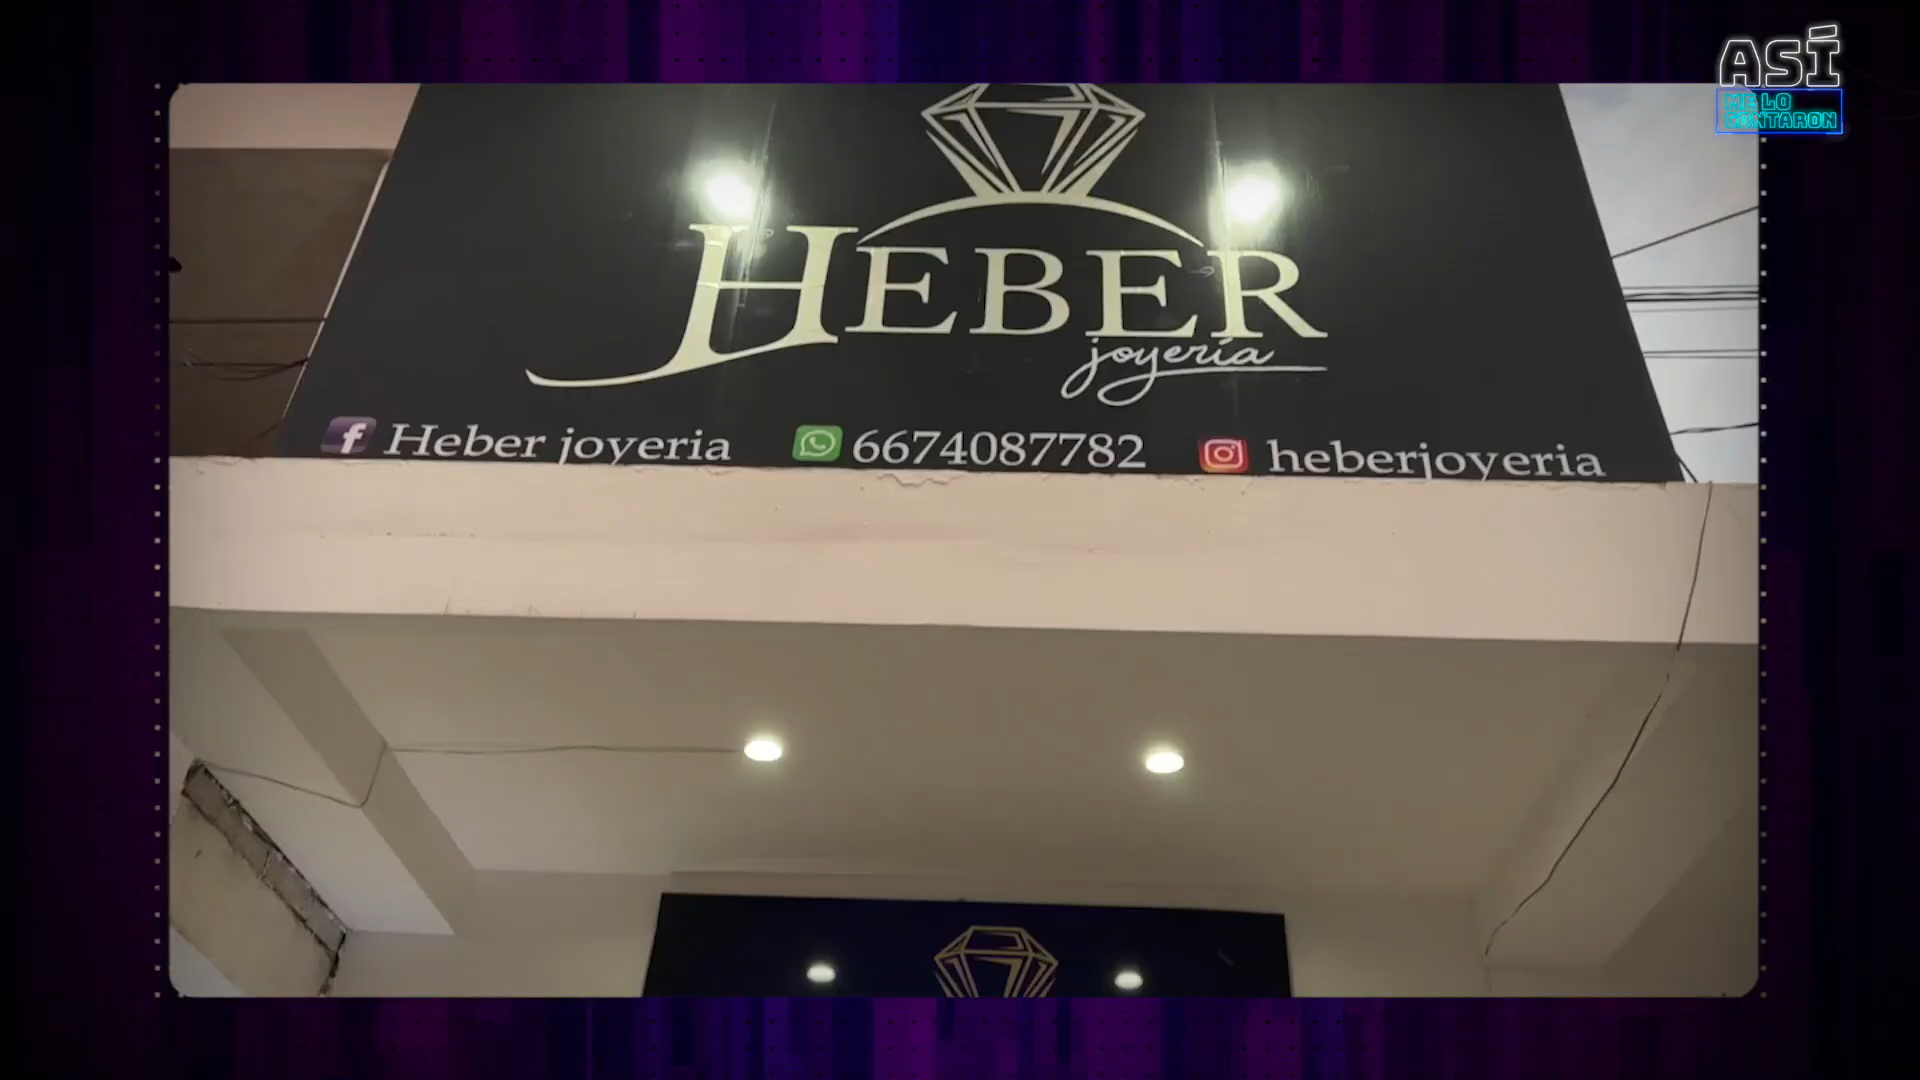 ASÍ
ME LO
CONTARON
HEBER
joyería
Heber joyeria 6674087782 heberjoyeria